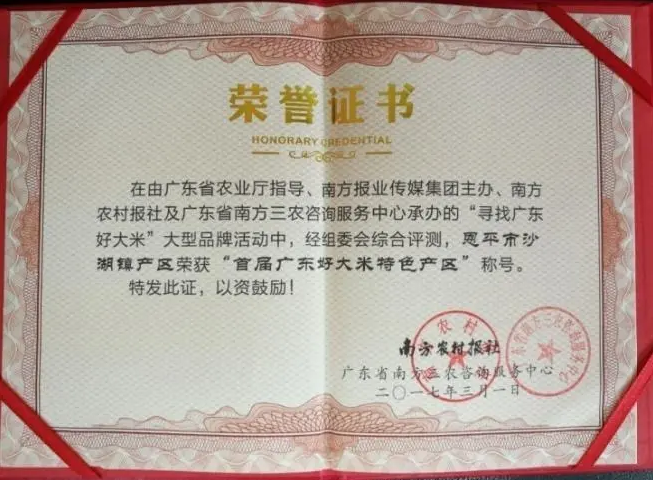 荣誉证书
HONORARY CREDENTIAL
在由广东省农业厅指导、南方报业传媒集团主办、南方
农村报社及广东省南方三农咨询服务中心承办的“寻找广东
好大米”大型品牌活动中，经组委会综合评测，恩平市沙
湖镇产区荣获“首届广东好大米特色产区”称号。
特发此证，以资鼓励！
南方农村报社
广东省南方三农咨询服务中心
二〇一七年三月一日